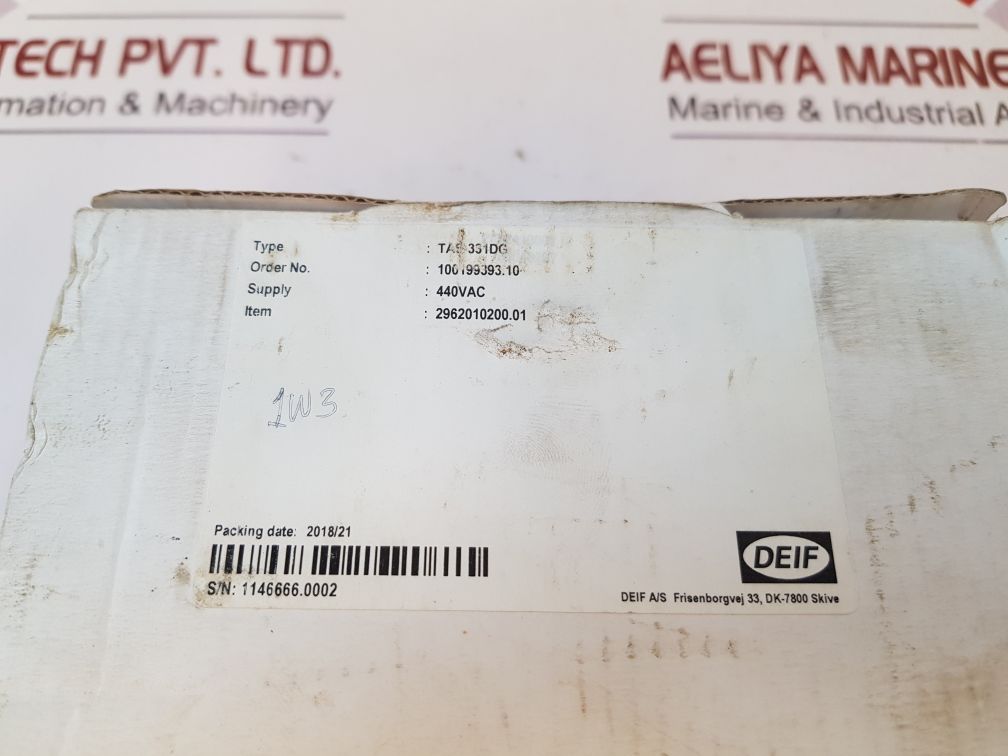 TECH PVT. LTD.
mation & Machinery
AELIYA MARINE
Marine & Industrial A
Type : TAS-331DG
Order No. : 100199393.10
Supply : 440VAC
Item : 2962010200.01
1W3
Packing date: 2018/21
S/N: 1146666.0002
DEIF
DEIF A/S Frisenborgvej 33, DK-7800 Skive